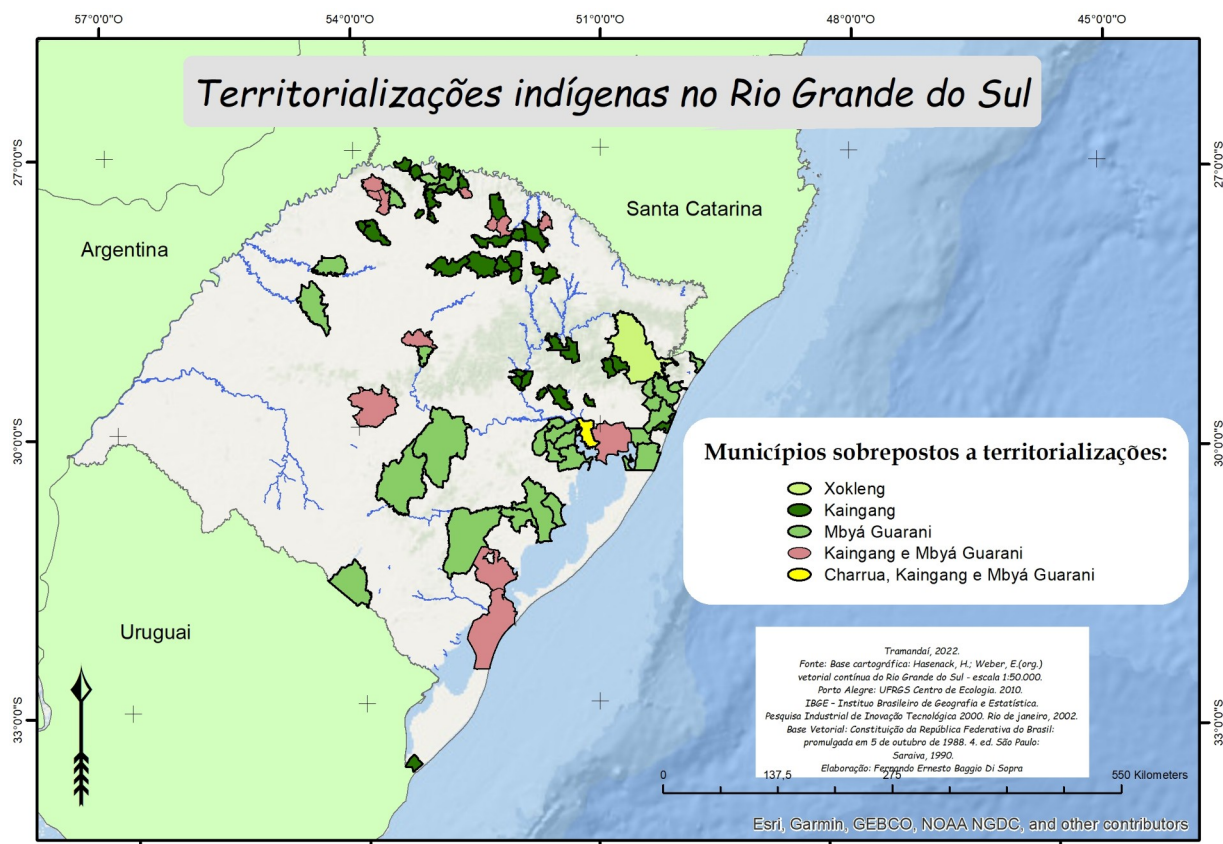 57°0'0"O
54°0'0"O
51°0'0"O
48°0'0"O
45°0'0"O
Territorializações indígenas no Rio Grande do Sul
27°0'0"S
27°0'0"S
Santa Catarina
Argentina
30°0'0"S
30°0'0"S
Municípios sobrepostos a territorializações:
Xokleng
Kaingang
Mbyá Guarani
Kaingang e Mbyá Guarani
Charrua, Kaingang e Mbyá Guarani
Uruguai
Tramandaí, 2022.
Fonte: Base cartográfica: Hasenack, H.; Weber, E.(org.)
vetorial contínua do Rio Grande do Sul - escala 1:50.000.
Porto Alegre: UFRGS Centro de Ecologia. 2010.
IBGE - Instituo Brasileiro de Geografia e Estatística.
Pesquisa Industrial de Inovação Tecnológica 2000. Rio de janeiro, 2002.
Base Vetorial: Constituição da República Federativa do Brasil:
promulgada em 5 de outubro de 1988. 4. ed. São Paulo:
Saraiva, 1990.
Elaboração: Fernando Ernesto Baggio Di Sopra
33°0'0"S
33°0'0"S
0 137,5 275 550 Kilometers
Esri, Garmin, GEBCO, NOAA NGDC, and other contributors